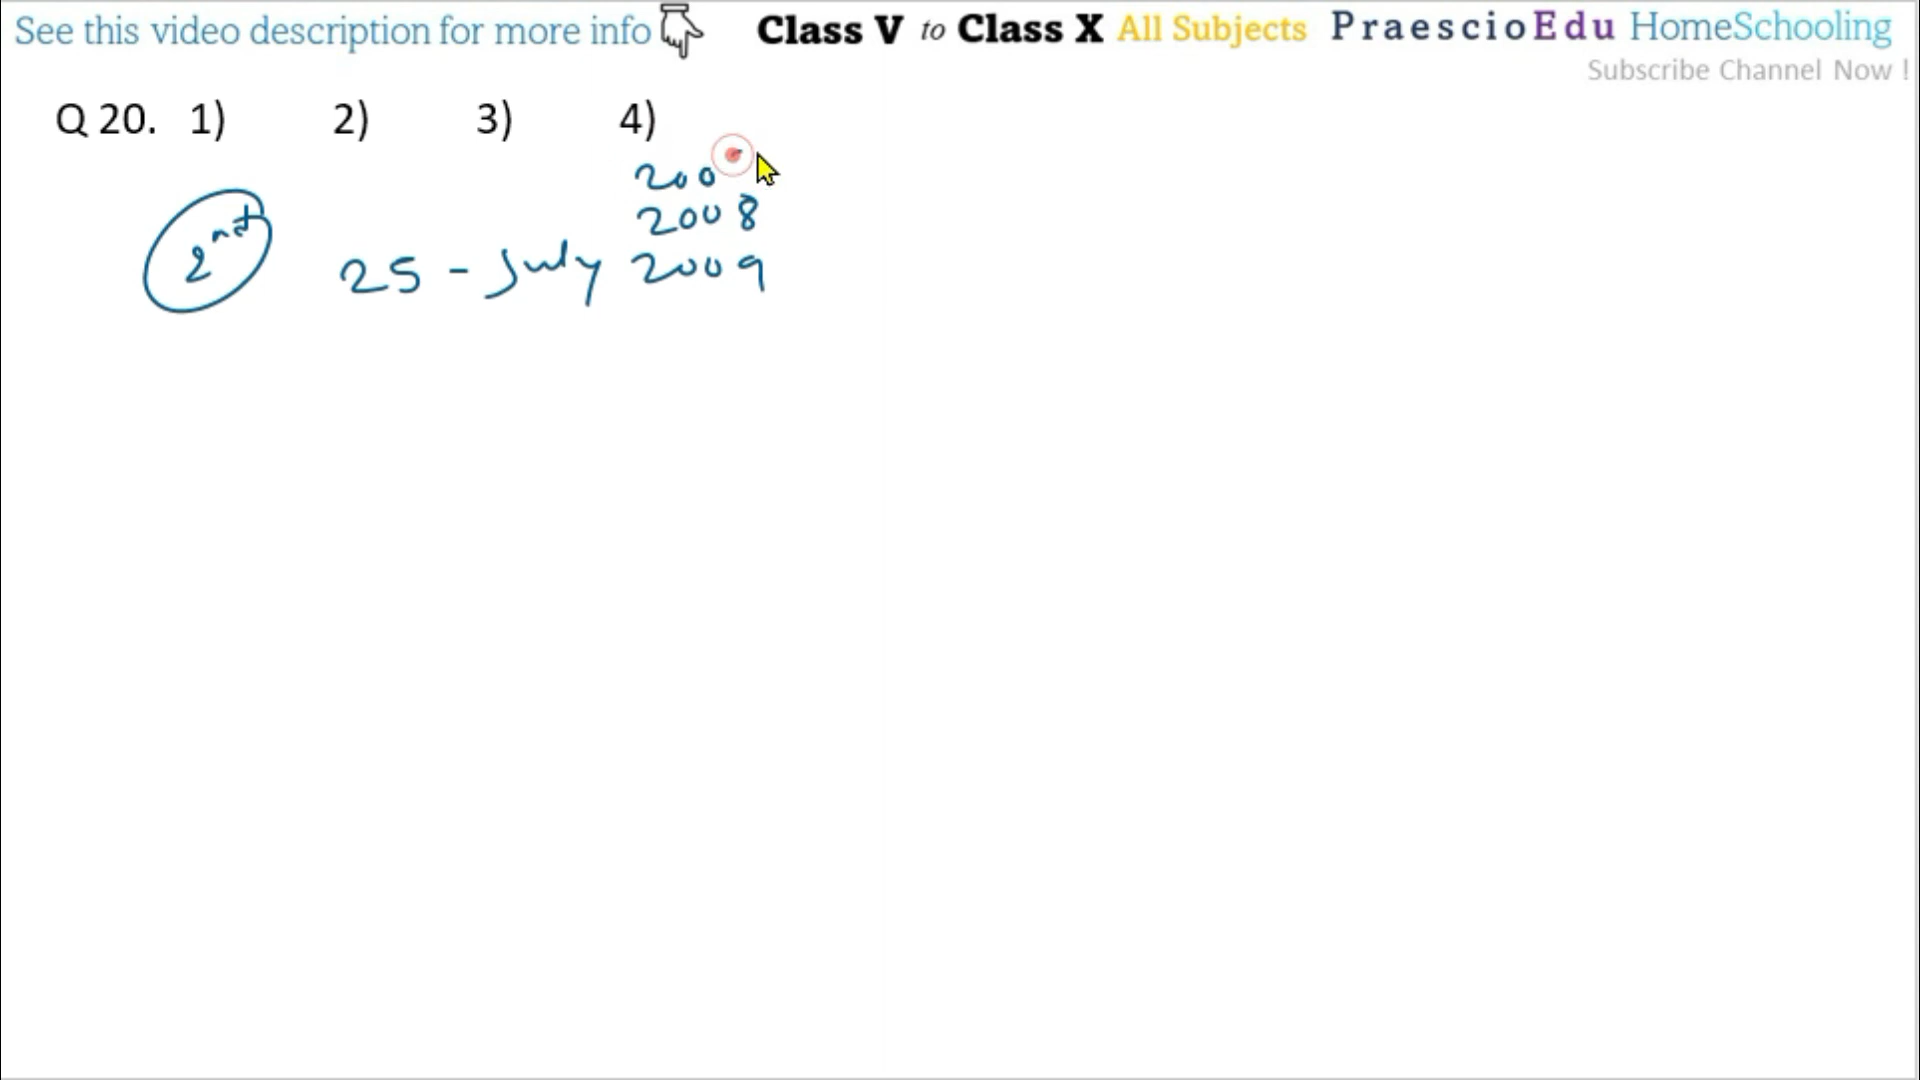 See this video description for more info Class V to Class X All Subjects PraescioEdu HomeSchooling
Subscribe Channel Now !
Q 20. 1) 2) 3) 4)
200
2008
2nd 25 - July 2009